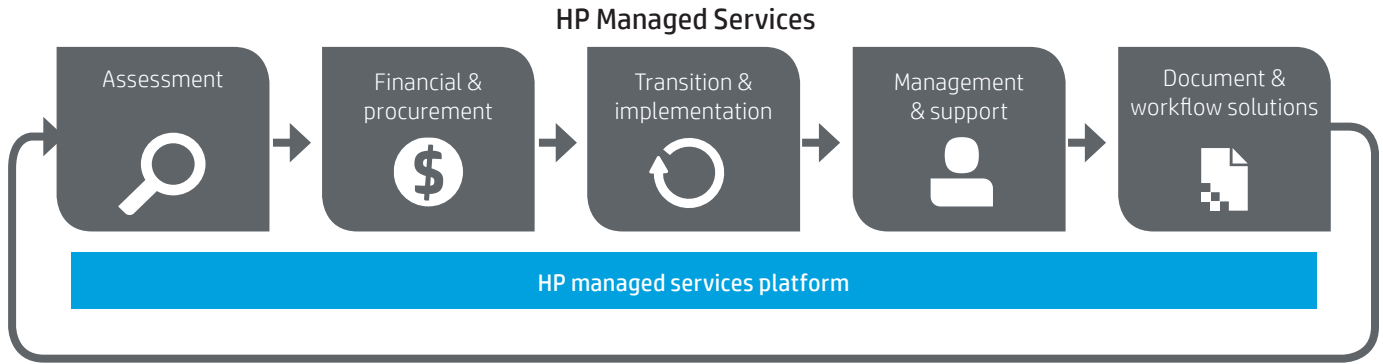 HP Managed Services
Assessment
Financial &
procurement
$
Transition &
implementation
Management
& support
Document &
workflow solutions
HP managed services platform